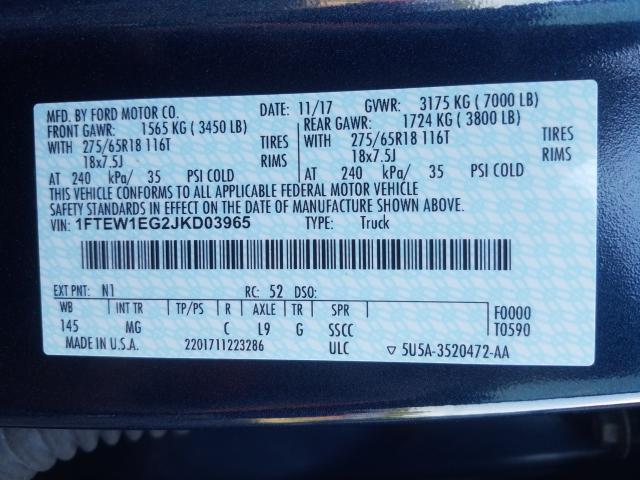 MFD. BY FORD MOTOR CO. DATE: 11/17 GVWR: 3175 KG (7000 LB)
FRONT GAWR: 1565 KG (3450 LB) REAR GAWR: 1724 KG (3800 LB)
WITH 275/65R18 116T TIRES WITH 275/65R18 116T TIRES
18x7.5J RIMS 18x7.5J RIMS
AT 240 kPa/ 35 PSI COLD AT 240 kPa/ 35 PSI COLD
THIS VEHICLE CONFORMS TO ALL APPLICABLE FEDERAL MOTOR VEHICLE
SAFETY STANDARDS IN EFFECT ON THE DATE OF MANUFACTURE SHOWN ABOVE.
VIN: 1FTEW1EG2JKD03965 TYPE: Truck
EXT PNT: N1 RC: 52 DSO:
WB INT TR TP/PS R AXLE TR SPR F0000
145 MG C L9 G SSCC T0590
MADE IN U.S.A. 2201711223286 ULC ▽ 5U5A-3520472-AA